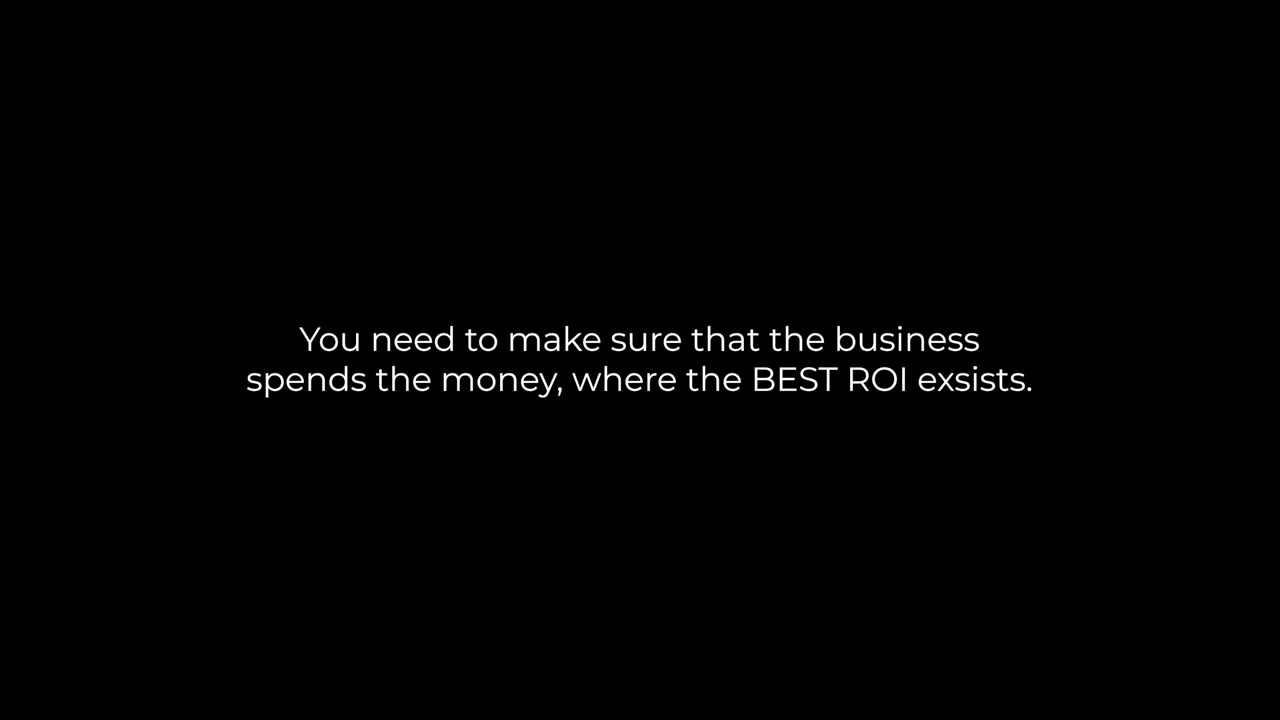 You need to make sure that the business
spends the money, where the BEST ROI exsists.